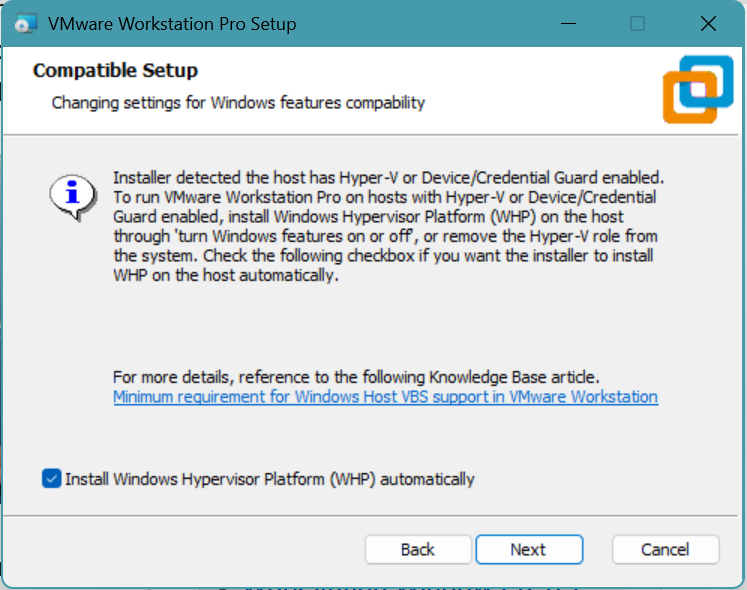 VMware Workstation Pro Setup
Compatible Setup
Changing settings for Windows features compability
Installer detected the host has Hyper-V or Device/Credential Guard enabled.
To run VMware Workstation Pro on hosts with Hyper-V or Device/Credential
Guard enabled, install Windows Hypervisor Platform (WHP) on the host
through 'turn Windows features on or off', or remove the Hyper-V role from
the system. Check the following checkbox if you want the installer to install
WHP on the host automatically.
For more details, reference to the following Knowledge Base article.
Minimum requirement for Windows Host VBS support in VMware Workstation
Install Windows Hypervisor Platform (WHP) automatically
Back Next Cancel